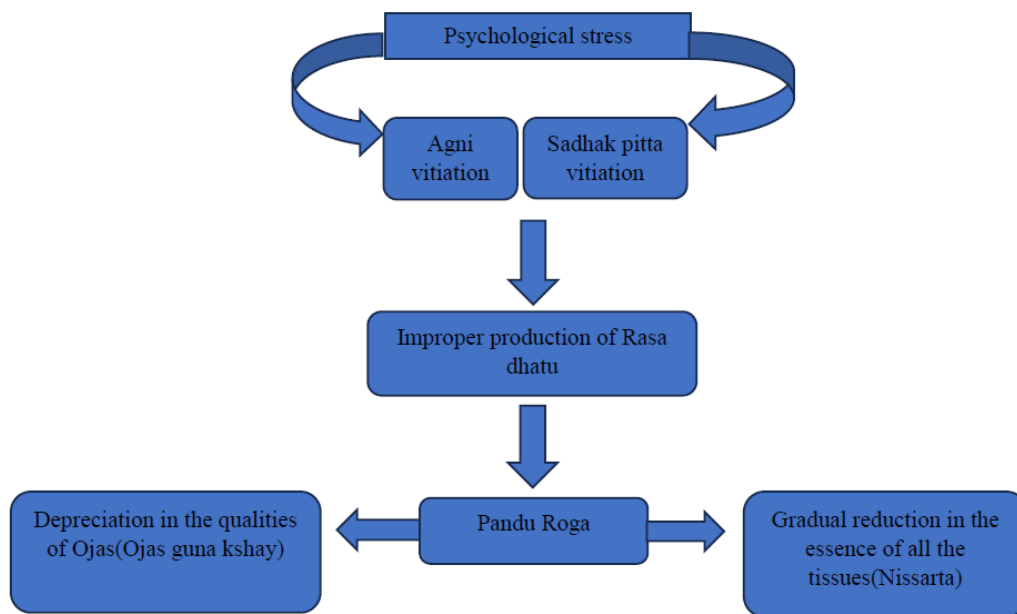 Psychological stress
Agni
vitiation
Sadhak pitta
vitiation
Improper production of Rasa
dhatu
Depreciation in the qualities
of Ojas(Ojas guna kshay)
Pandu Roga
Gradual reduction in the
essence of all the
tissues(Nissarta)